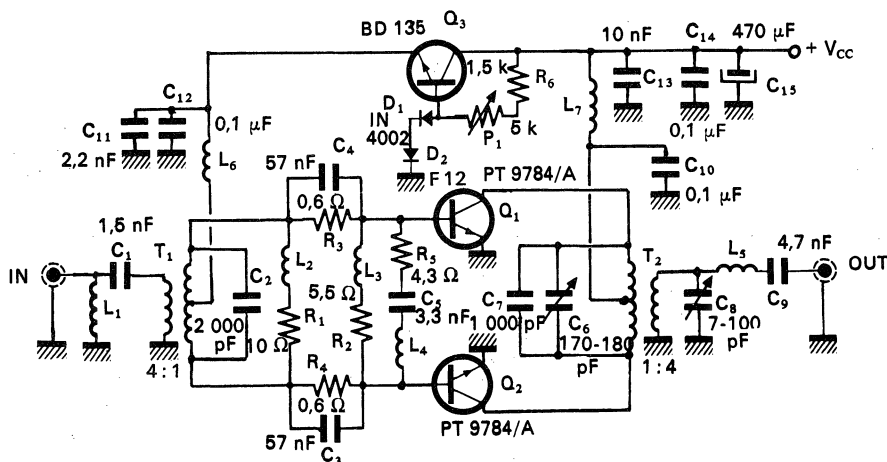 BD 135
Q3
10 nF
C14
470 µF
+ VCC
1,5 k
R6
C13
C15
L7
C12
C11
0,1 µF
2,2 nF
D1
IN
4002
P1
5 k
0,1 µF
D2
C10
0,1 µF
L6
57 nF
C4
F 12
PT 9784/A
0,6 Ω
R3
Q1
1,5 nF
C1
T1
L2
L3
R5
4,3 Ω
T2
L5
4,7 nF
IN
OUT
L1
C2
5,5 Ω
C5
3,3 nF
C7
C6
C8
C9
2 000
pF
R1
10 Ω
R2
L4
1 000 pF
170-180
pF
7-100
pF
4:1
R4
0,6 Ω
Q2
1:4
57 nF
C3
PT 9784/A